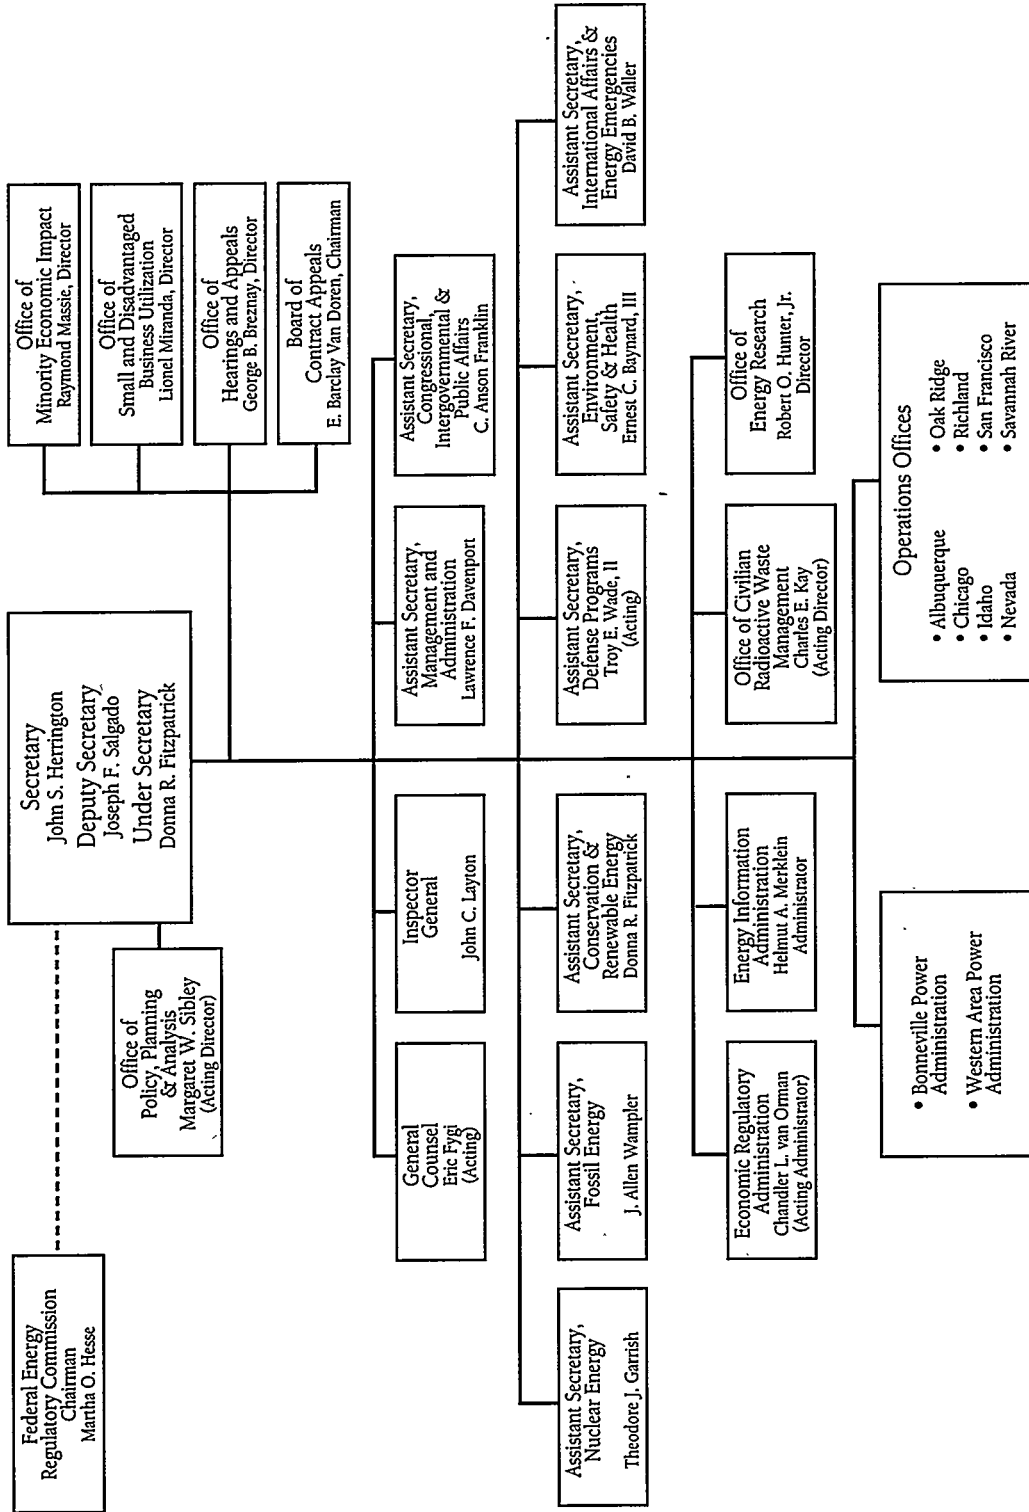 Federal Energy
Regulatory Commission
Chairman
Martha O. Hesse
Secretary
John S. Herrington
Deputy Secretary
Joseph F. Salgado
Under Secretary
Donna R. Fitzpatrick
Office of
Policy, Planning
& Analysis
Margaret W. Sibley
(Acting Director)
Office of
Minority Economic Impact
Raymond Massie, Director
Office of
Small and Disadvantaged
Business Utilization
Lionel Miranda, Director
Office of
Hearings and Appeals
George B. Breznay, Director
Board of
Contract Appeals
E. Barclay Van Doren, Chairman
General
Counsel
Eric Fygi
(Acting)
Inspector
General
John C. Layton
Assistant Secretary,
Management and
Administration
Lawrence F. Davenport
Assistant Secretary,
Congressional,
Intergovernmental &
Public Affairs
C. Anson Franklin
Assistant Secretary,
Nuclear Energy
Theodore J. Garrish
Assistant Secretary,
Fossil Energy
J. Allen Wampler
Assistant Secretary,
Conservation &
Renewable Energy
Donna R. Fitzpatrick
Assistant Secretary,
Defense Programs
Troy E. Wade, II
(Acting)
Assistant Secretary,
Environment,
Safety & Health
Ernest C. Baynard, III
Assistant Secretary,
International Affairs &
Energy Emergencies
David B. Waller
Economic Regulatory
Administration
Chandler L. van Orman
(Acting Administrator)
Energy Information
Administration
Helmut A. Merklein
Administrator
Office of Civilian
Radioactive Waste
Management
Charles E. Kay
(Acting Director)
Office of
Energy Research
Robert O. Hunter, Jr.
Director
• Bonneville Power
Administration
• Western Area Power
Administration
Operations Offices
• Albuquerque
• Chicago
• Idaho
• Nevada
• Oak Ridge
• Richland
• San Francisco
• Savannah River